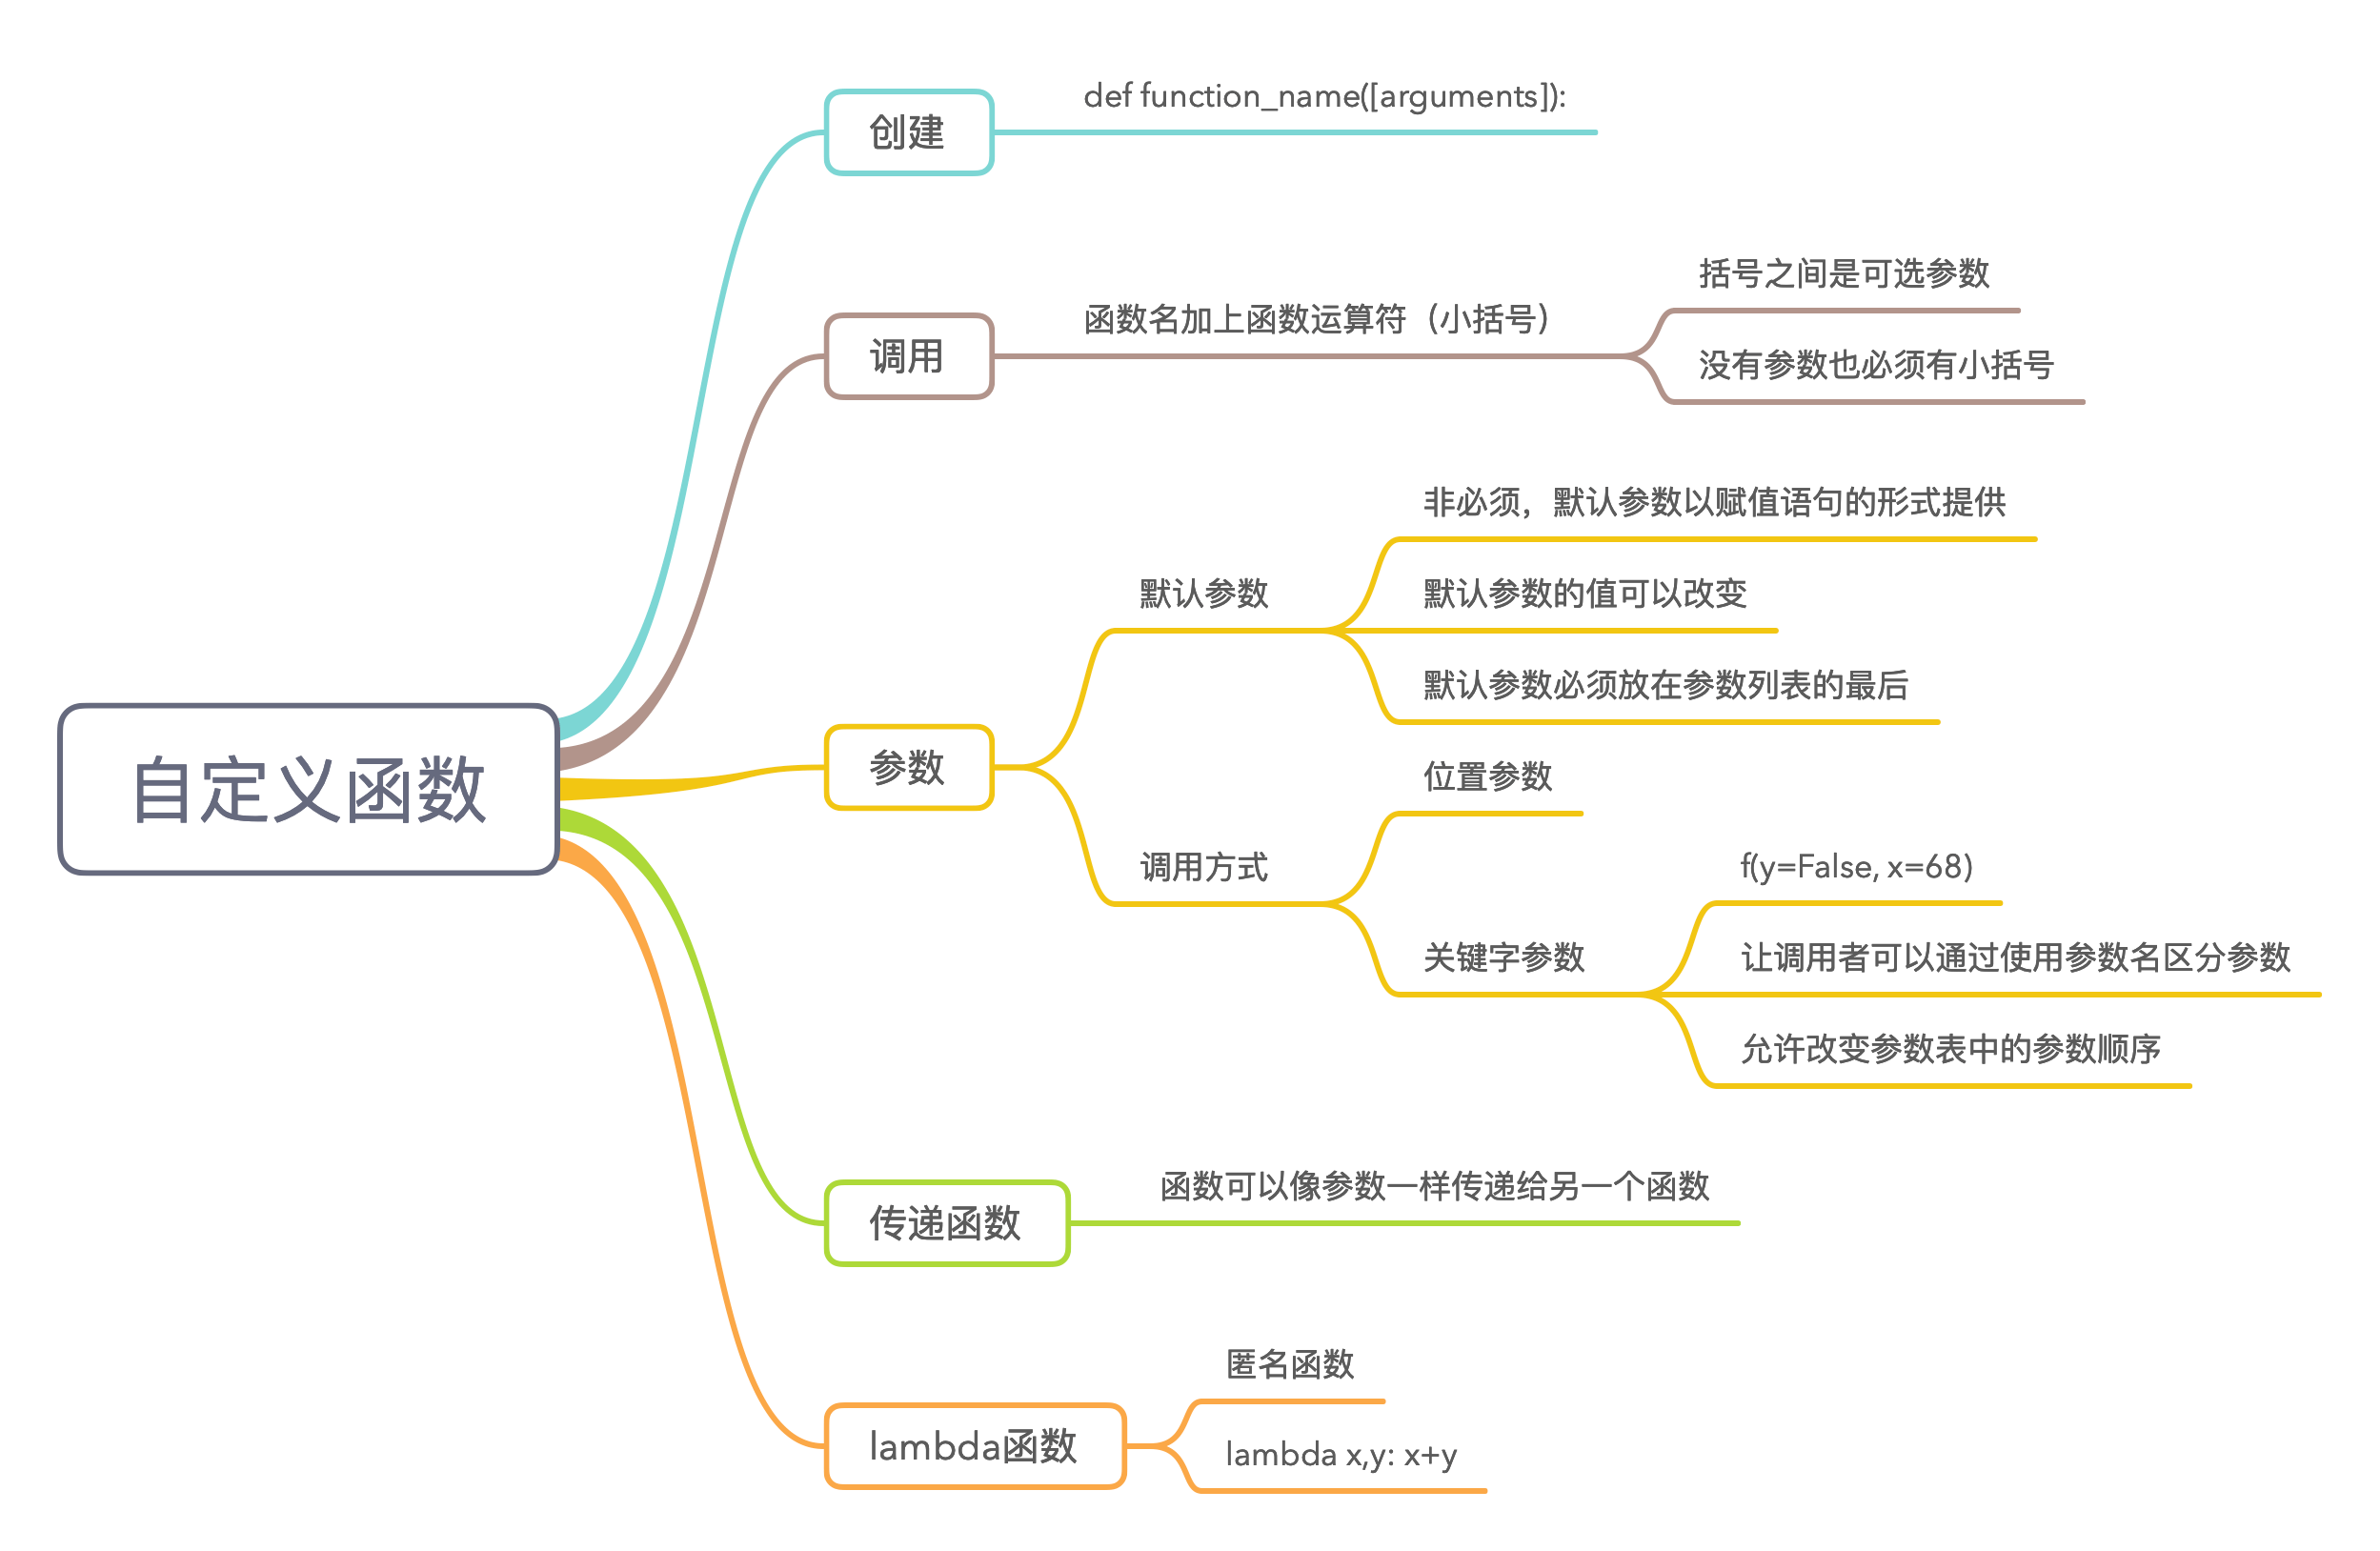 自定义函数
创建
def function_name([arguments]):
调用
函数名加上函数运算符（小括号）
括号之间是可选参数
没有参数也必须有小括号
参数
默认参数
非必须，默认参数以赋值语句的形式提供
默认参数的值可以改变
默认参数必须放在参数列表的最后
调用方式
位置参数
关键字参数
f(y=False, x=68)
让调用者可以通过使用参数名区分参数
允许改变参数表中的参数顺序
传递函数
函数可以像参数一样传递给另一个函数
lambda函数
匿名函数
lambda x,y: x+y